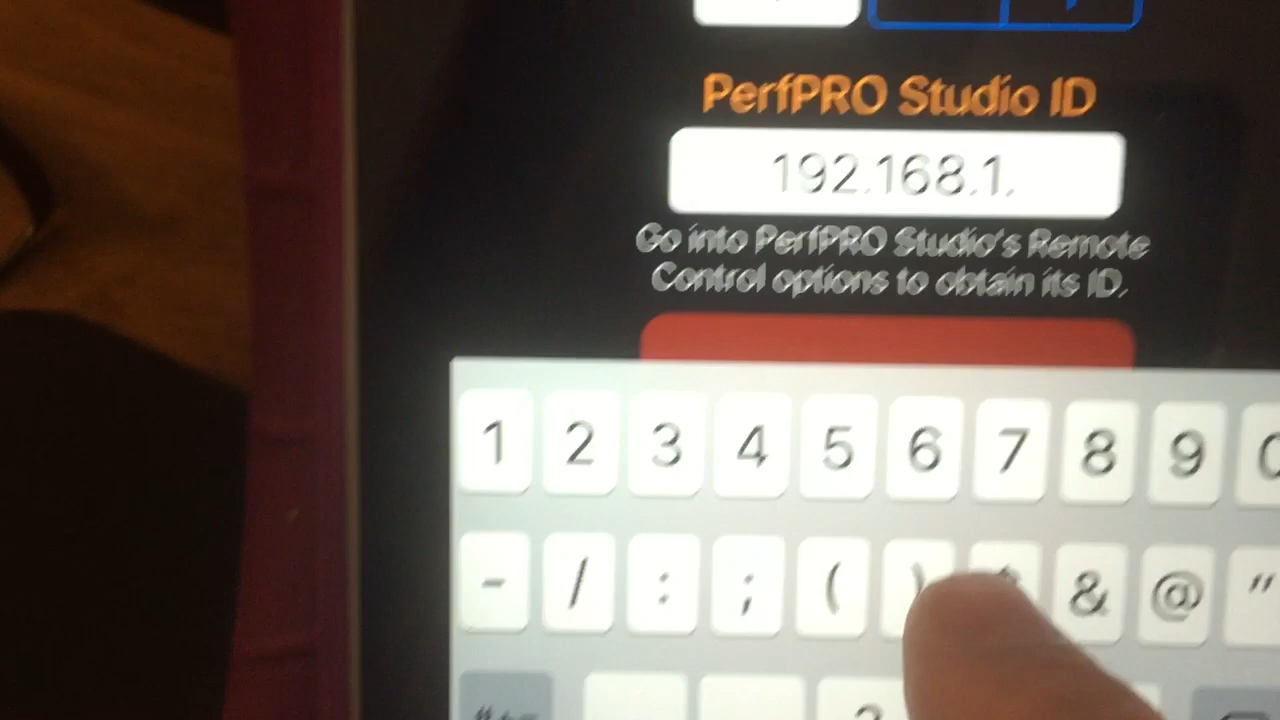 PerfPRO Studio ID
192.168.1.
Go into PerfPRO Studio's Remote
Control options to obtain its ID.
1 2 3 4 5 6 7 8 9 0
- / : ; ( ) & @ "